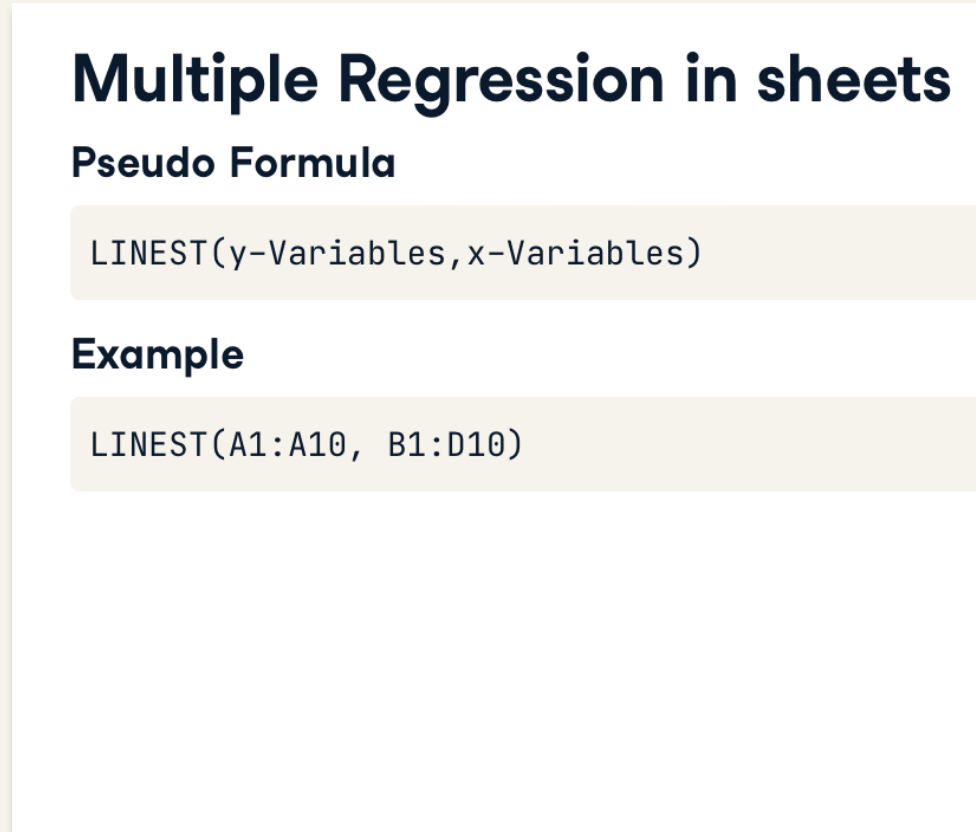 Multiple Regression in sheets
Pseudo Formula
LINEST(y-Variables,x-Variables)
Example
LINEST(A1:A10, B1:D10)